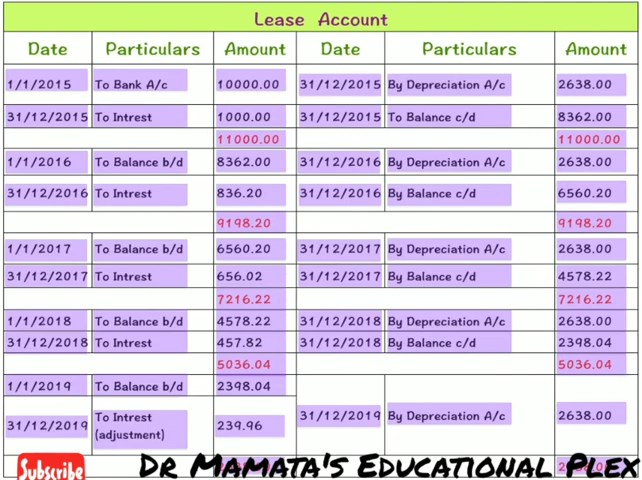 Lease Account
Date Particulars Amount Date Particulars Amount
1/1/2015 To Bank A/c 10000.00 31/12/2015 By Depreciation A/c 2638.00
31/12/2015 To Intrest 1000.00 31/12/2015 To Balance c/d 8362.00
11000.00 11000.00
1/1/2016 To Balance b/d 8362.00 31/12/2016 By Depreciation A/c 2638.00
31/12/2016 To Intrest 836.20 31/12/2016 By Balance c/d 6560.20
9198.20 9198.20
1/1/2017 To Balance b/d 6560.20 31/12/2017 By Depreciation A/c 2638.00
31/12/2017 To Intrest 656.02 31/12/2017 By Balance c/d 4578.22
7216.22 7216.22
1/1/2018 To Balance b/d 4578.22 31/12/2018 By Depreciation A/c 2638.00
31/12/2018 To Intrest 457.82 31/12/2018 By Balance c/d 2398.04
5036.04 5036.04
1/1/2019 To Balance b/d 2398.04
31/12/2019 To Intrest (adjustment) 239.96 31/12/2019 By Depreciation A/c 2638.00
Subscribe Dr Mamata's Educational Plex